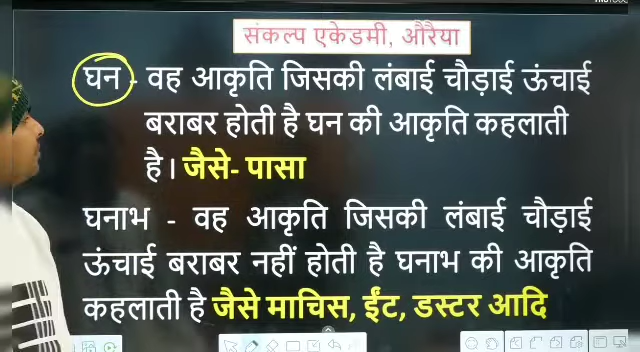 संकल्प एकेडमी, औरैया
घन - वह आकृति जिसकी लंबाई चौड़ाई ऊंचाई
बराबर होती है घन की आकृति कहलाती
है। जैसे- पासा
घनाभ - वह आकृति जिसकी लंबाई चौड़ाई
ऊंचाई बराबर नहीं होती है घनाभ की आकृति
कहलाती है जैसे माचिस, ईंट, डस्टर आदि